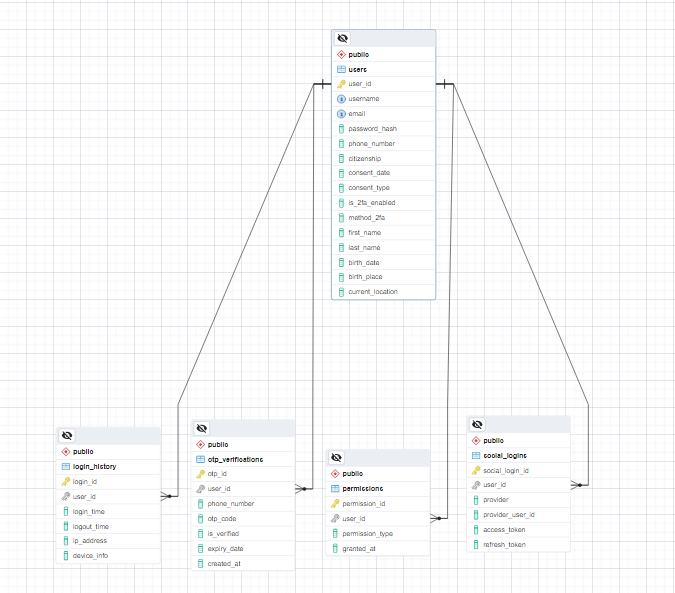 public
users
user_id
username
email
password_hash
phone_number
citizenship
consent_date
consent_type
is_2fa_enabled
method_2fa
first_name
last_name
birth_date
birth_place
current_location
public
login_history
login_id
user_id
login_time
logout_time
ip_address
device_info
public
otp_verifications
otp_id
user_id
phone_number
otp_code
is_verified
expiry_date
created_at
public
permissions
permission_id
user_id
permission_type
granted_at
public
social_logins
social_login_id
user_id
provider
provider_user_id
access_token
refresh_token